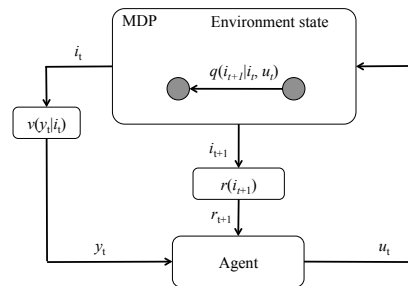 MDP Environment state
i_t
q(i_{t+1}|i_t, u_t)
v(y_t|i_t)
i_{t+1}
r(i_{t+1})
r_{t+1}
y_t
Agent
u_t